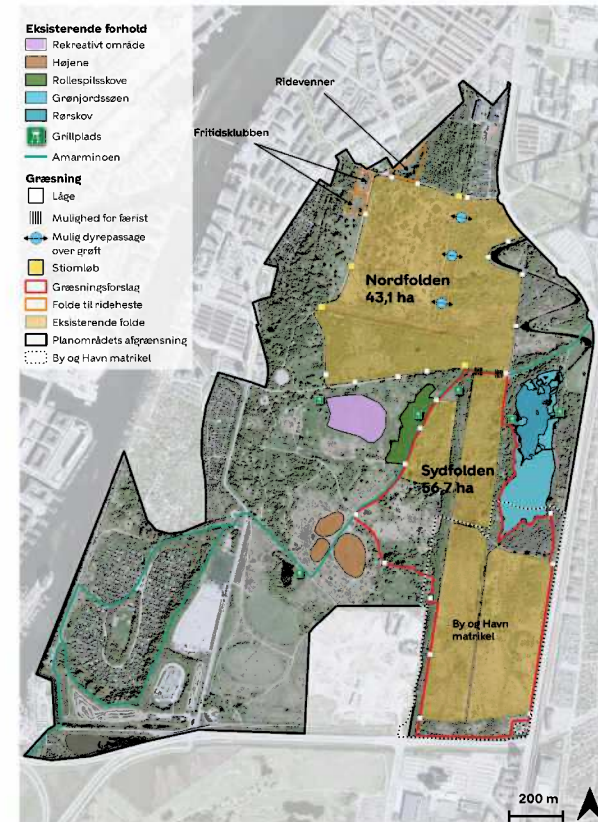 Eksisterende forhold
Rekreativt område
Højene
Rollespilsskove
Grønjordssøen
Rørskov
Grillplads
Amarminoen
Græsning
Låge
Mulighed for færist
Mulig dyrepassage
over grøft
Stiomløb
Græsningsforslag
Folde til rideheste
Eksisterende folde
Planområdets afgrænsning
By og Havn matrikel
Ridevenner
Fritidsklubben
Nordfolden
43,1 ha
Sydfolden
56,7 ha
By og Havn
matrikel
200 m